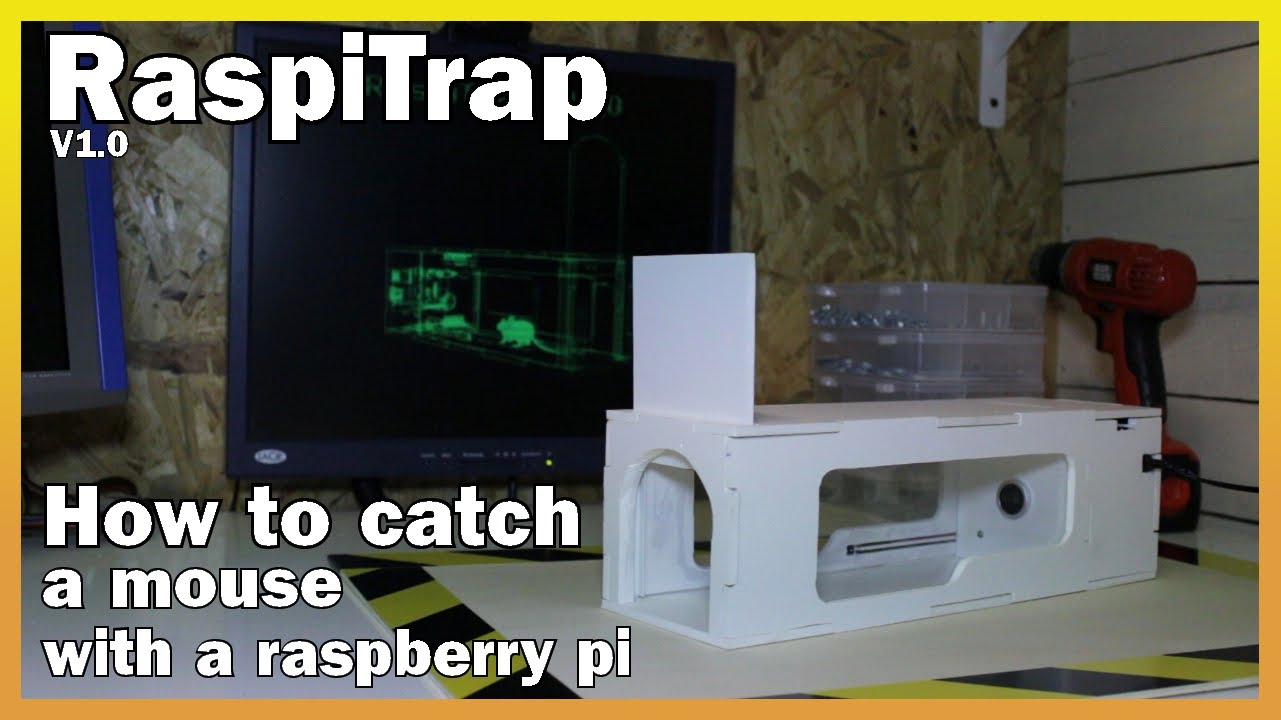 RaspiTrap
V1.0
How to catch
a mouse
with a raspberry pi